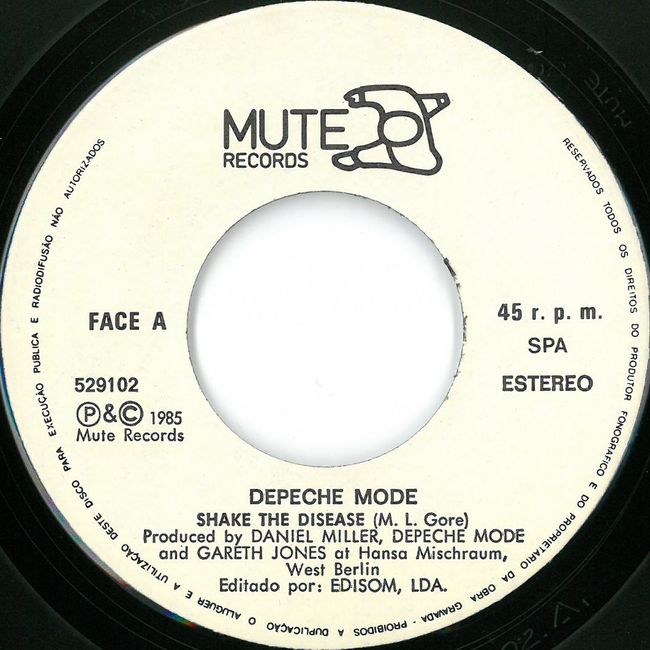 MUTE
RECORDS
FACE A
45 r. p. m.
SPA
529102
ESTEREO
Ⓟ&© 1985
Mute Records
DEPECHE MODE
SHAKE THE DISEASE (M. L. Gore)
Produced by DANIEL MILLER, DEPECHE MODE
and GARETH JONES at Hansa Mischraum,
West Berlin
Editado por: EDISOM, LDA.
RESERVADOS TODOS OS DIREITOS DO PRODUTOR FONOGRAFICO E DO PROPRIETARIO DA OBRA GRAVADA - PROIBIDOS A DUPLICAÇÃO O ALUGUER E A UTILIZAÇÃO DESTE DISCO PARA EXECUÇÃO PUBLICA E RADIODIFUSÃO NÃO AUTORIZADOS
MUTE